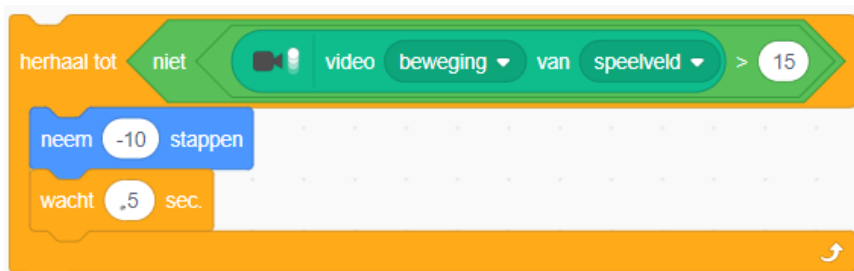 herhaal tot niet video beweging van speelveld > 15
neem -10 stappen
wacht .5 sec.